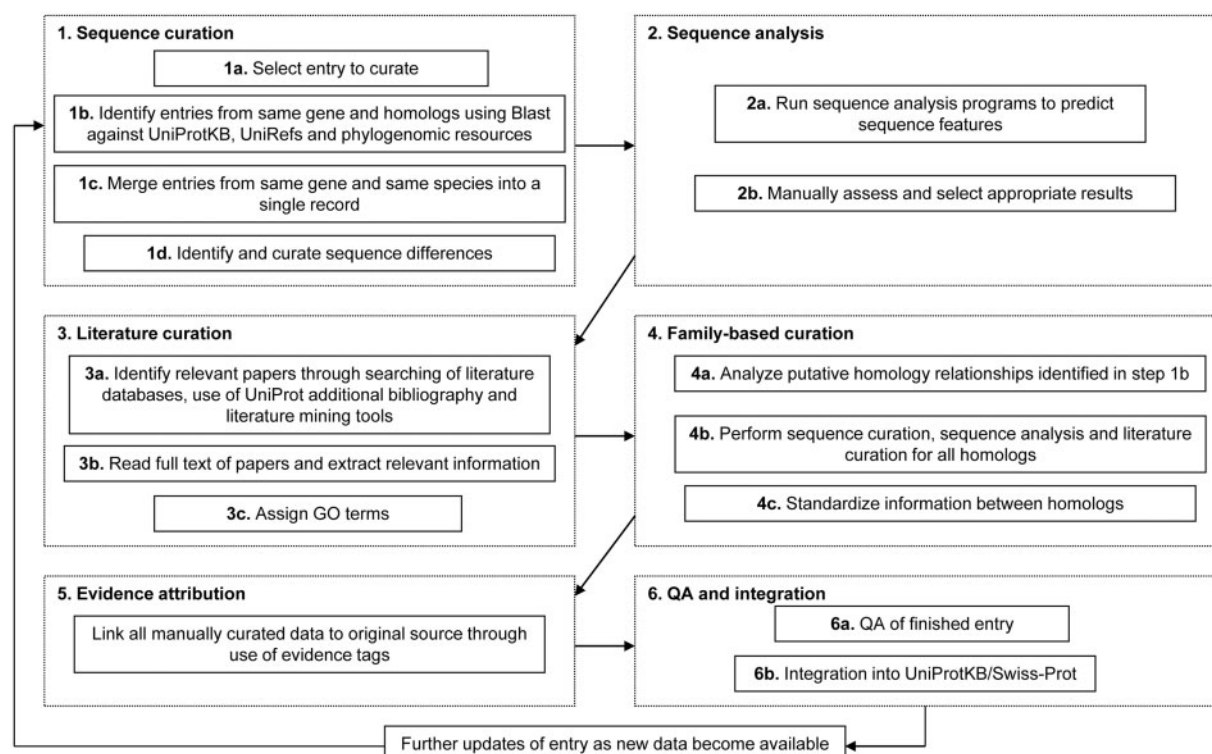 1. Sequence curation
1a. Select entry to curate
1b. Identify entries from same gene and homologs using Blast
against UniProtKB, UniRefs and phylogenomic resources
1c. Merge entries from same gene and same species into a
single record
1d. Identify and curate sequence differences
2. Sequence analysis
2a. Run sequence analysis programs to predict
sequence features
2b. Manually assess and select appropriate results
3. Literature curation
3a. Identify relevant papers through searching of literature
databases, use of UniProt additional bibliography and
literature mining tools
3b. Read full text of papers and extract relevant information
3c. Assign GO terms
4. Family-based curation
4a. Analyze putative homology relationships identified in step 1b
4b. Perform sequence curation, sequence analysis and literature
curation for all homologs
4c. Standardize information between homologs
5. Evidence attribution
Link all manually curated data to original source through
use of evidence tags
6. QA and integration
6a. QA of finished entry
6b. Integration into UniProtKB/Swiss-Prot
Further updates of entry as new data become available